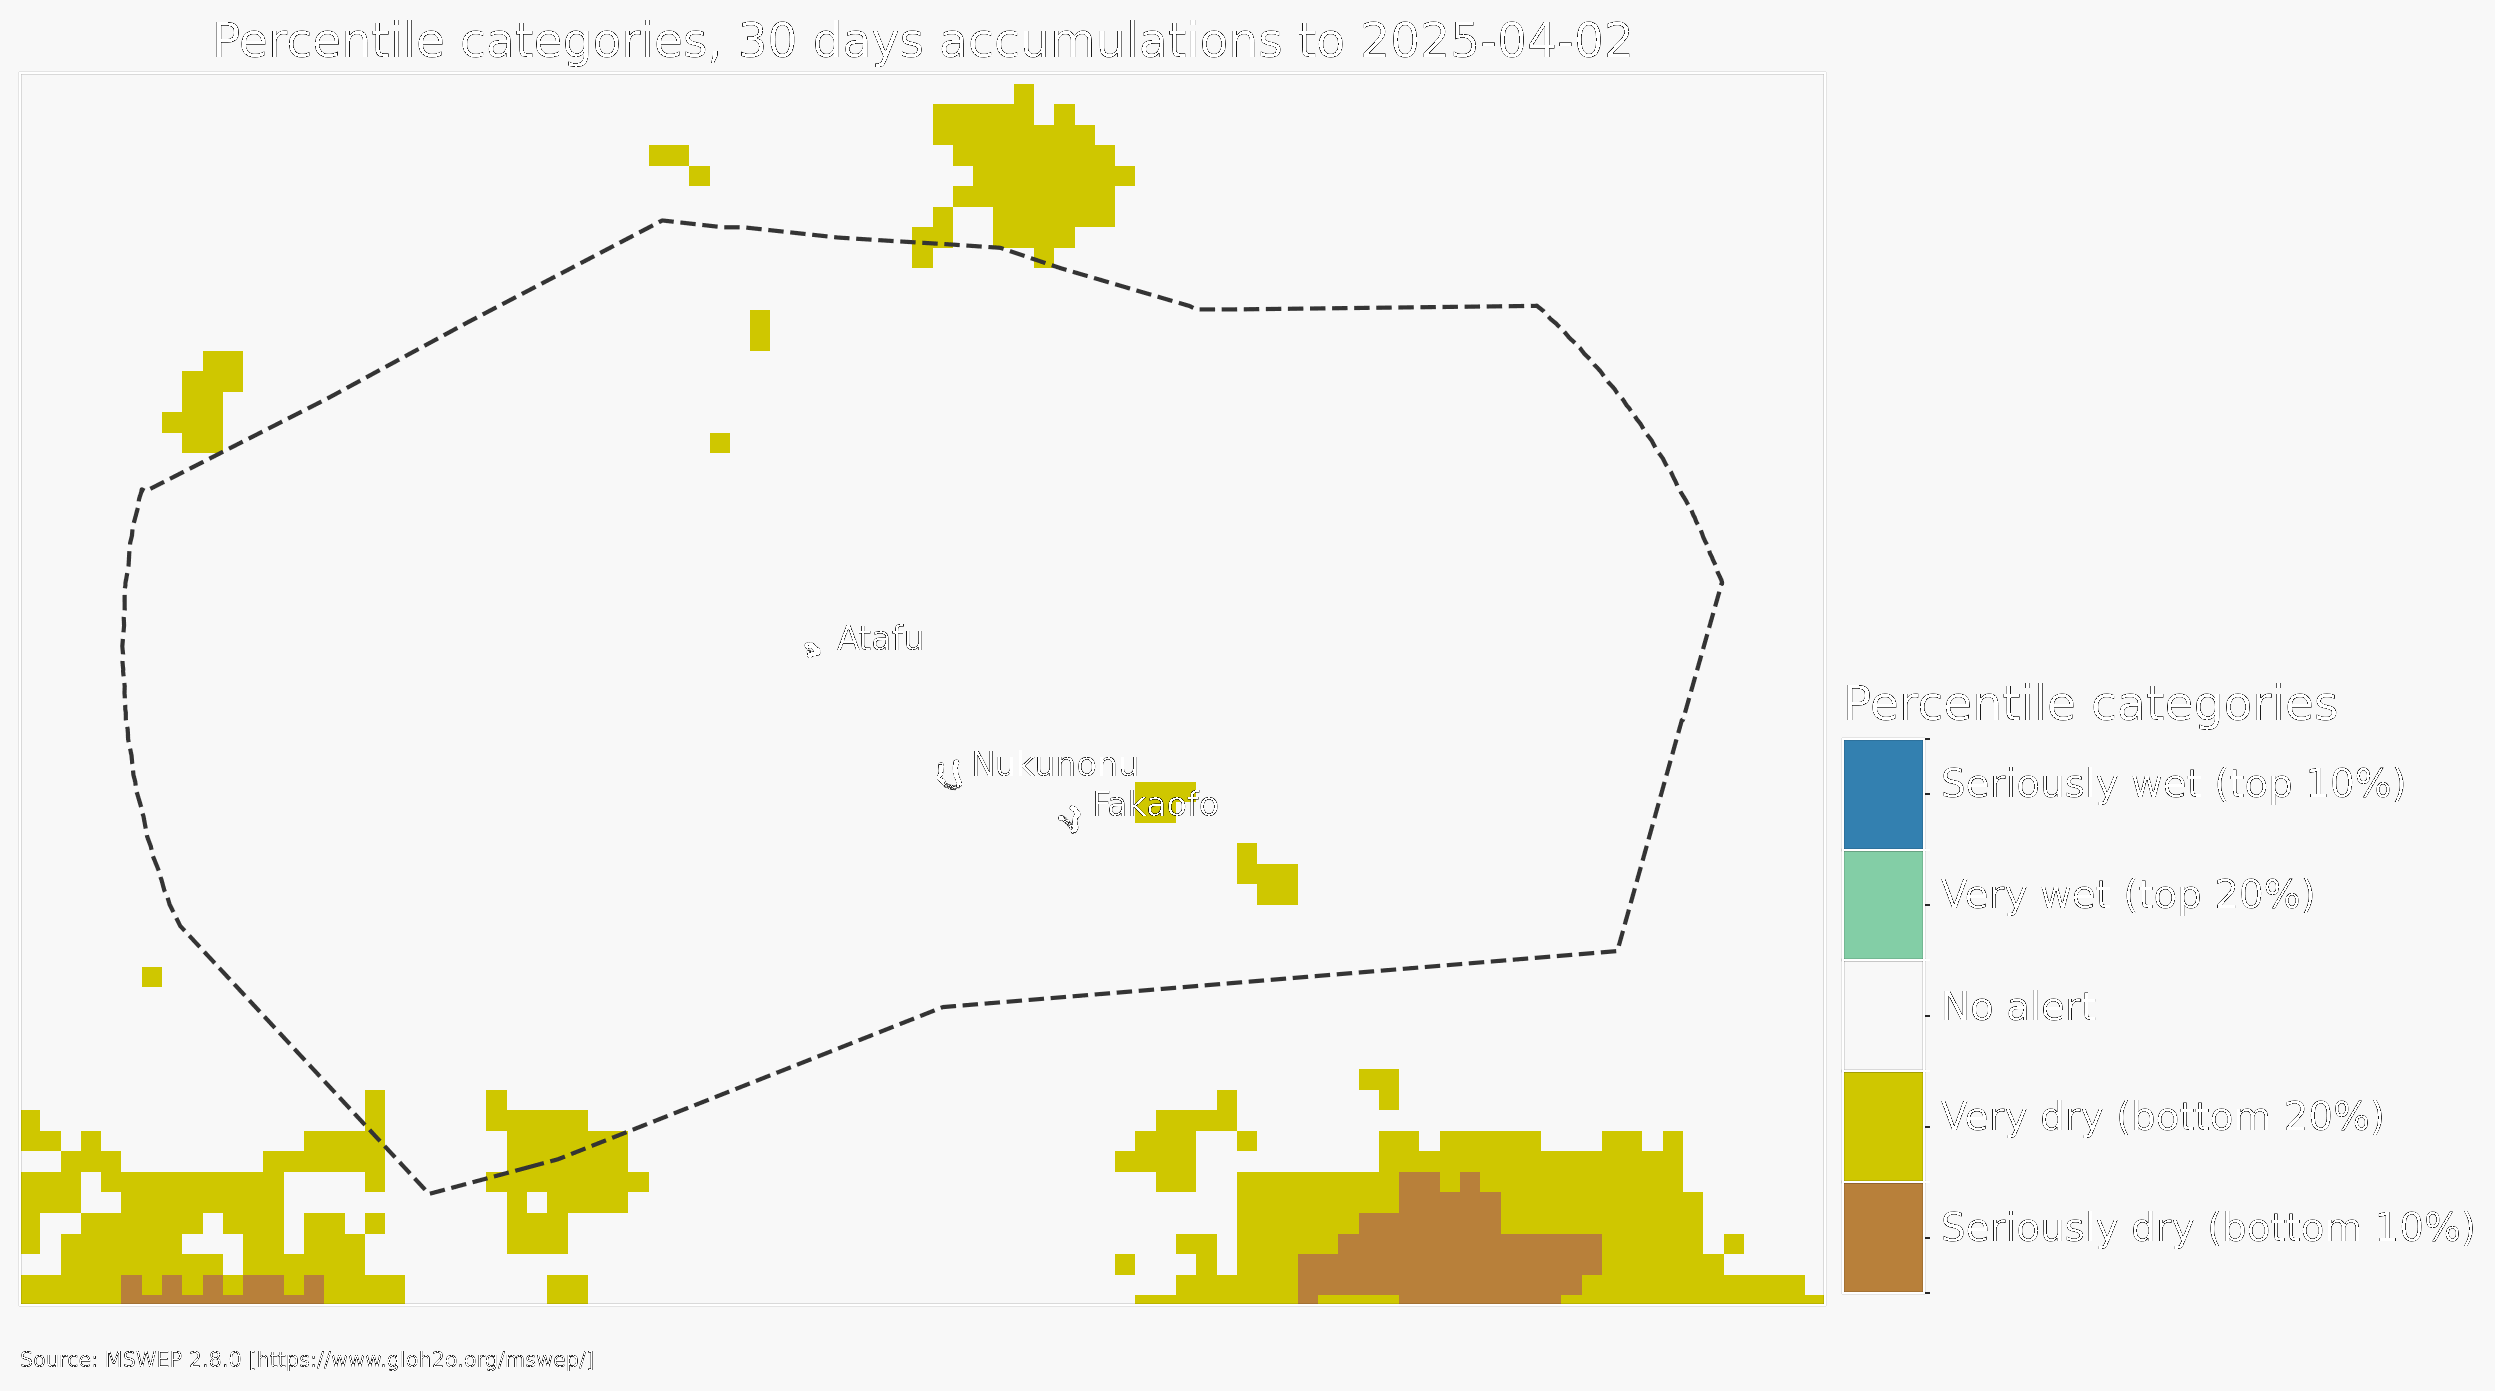 Percentile categories, 30 days accumulations to 2025-04-02
Atafu
Nukunonu
Fakaofo
Percentile categories
Seriously wet (top 10%)
Very wet (top 20%)
No alert
Very dry (bottom 20%)
Seriously dry (bottom 10%)
Source: MSWEP 2.8.0 [https://www.gloh2o.org/mswep/]